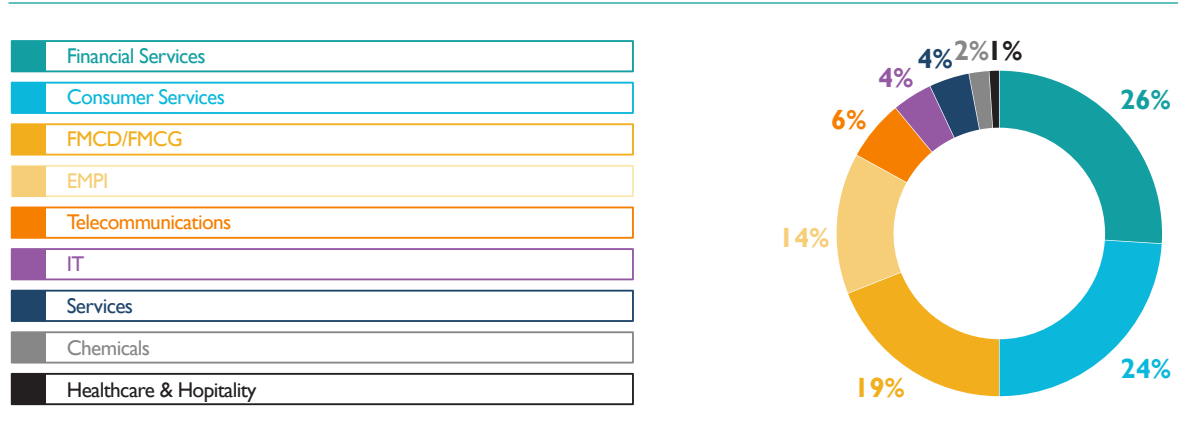 Financial Services
Consumer Services
FMCD/FMCG
EMPI
Telecommunications
IT
Services
Chemicals
Healthcare & Hopitality
26%
24%
19%
14%
6%
4%
4%
2%
1%